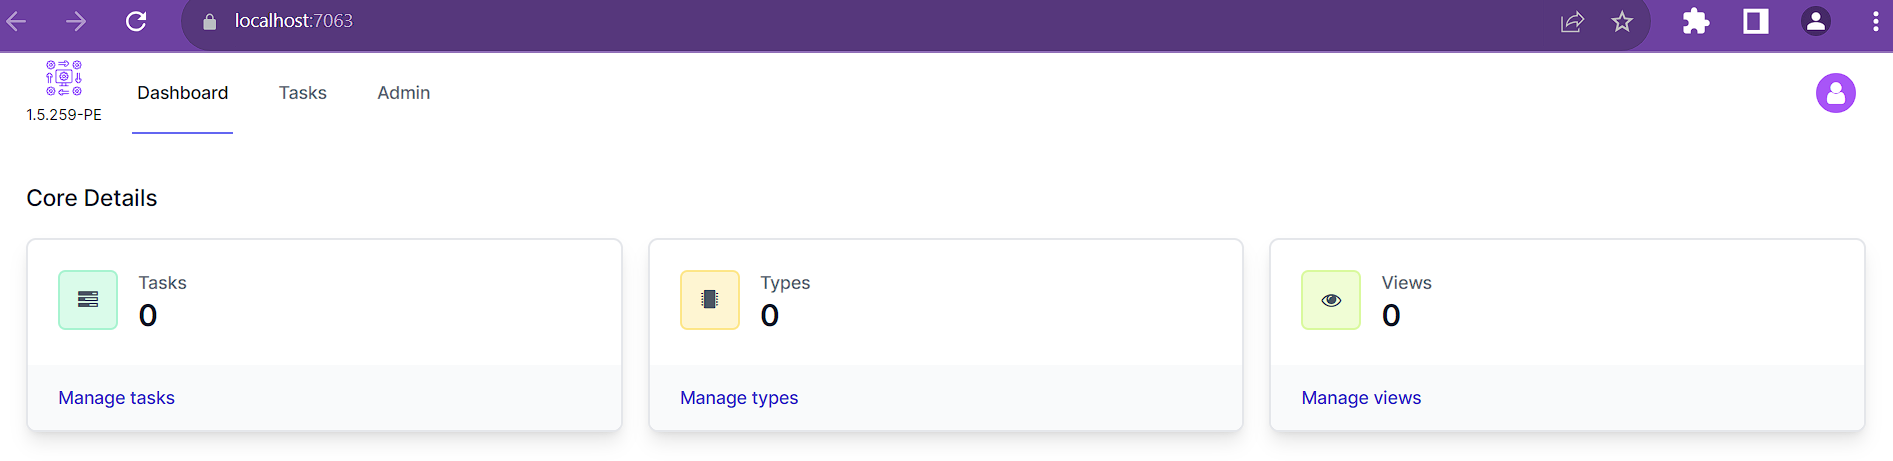 localhost:7063
1.5.259-PE
Dashboard Tasks Admin
Core Details
Tasks
0
Manage tasks
Types
0
Manage types
Views
0
Manage views